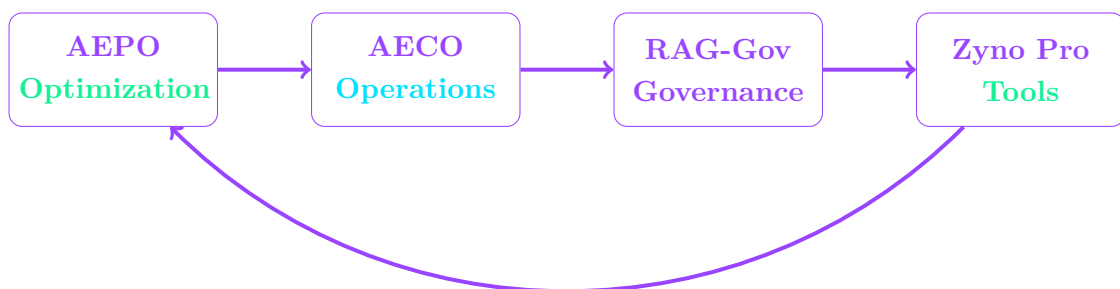 AEPO
Optimization
AECO
Operations
RAG-Gov
Governance
Zyno Pro
Tools